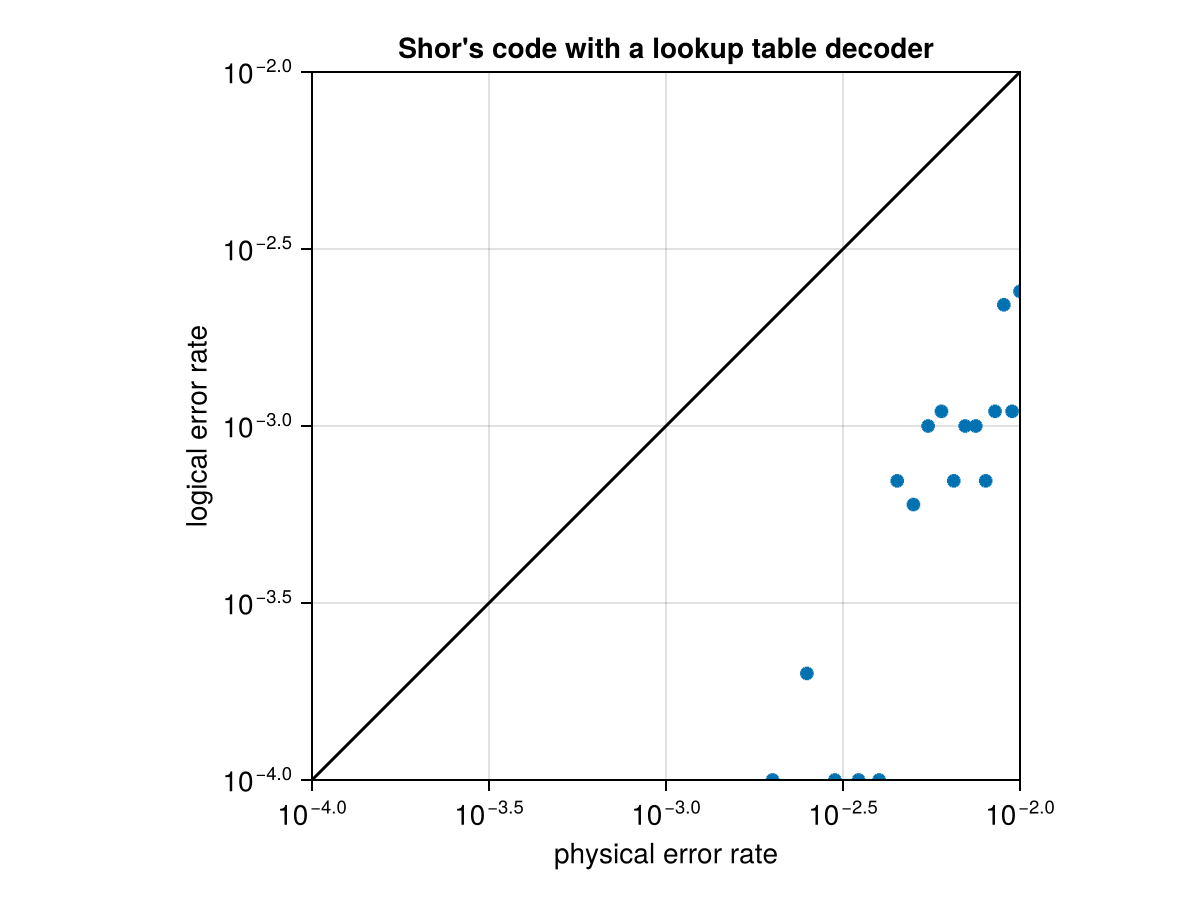 Shor's code with a lookup table decoder
10⁻²·⁰
10⁻²·⁵
10⁻³·⁰
10⁻³·⁵
10⁻⁴·⁰
logical error rate
10⁻⁴·⁰ 10⁻³·⁵ 10⁻³·⁰ 10⁻²·⁵ 10⁻²·⁰
physical error rate